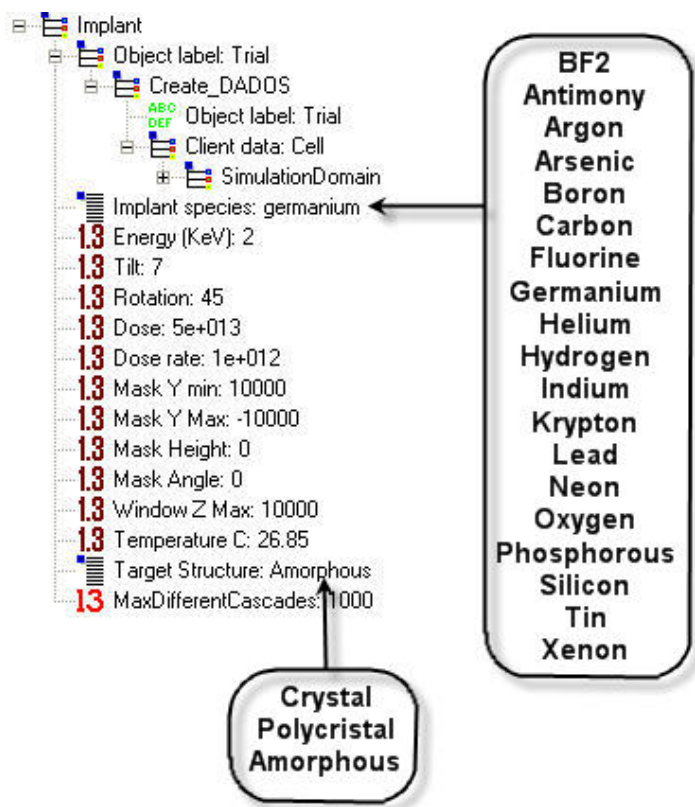 Implant
Object label: Trial
Create_DADOS
ABC
DEF
Object label: Trial
Client data: Cell
SimulationDomain
Implant species: germanium
1.3 Energy (KeV): 2
1.3 Tilt: 7
1.3 Rotation: 45
1.3 Dose: 5e+013
1.3 Dose rate: 1e+012
1.3 Mask Y min: 10000
1.3 Mask Y Max: -10000
1.3 Mask Height: 0
1.3 Mask Angle: 0
1.3 Window Z Max: 10000
1.3 Temperature C: 26.85
Target Structure: Amorphous
13 MaxDifferentCascades: 1000
BF2
Antimony
Argon
Arsenic
Boron
Carbon
Fluorine
Germanium
Helium
Hydrogen
Indium
Krypton
Lead
Neon
Oxygen
Phosphorous
Silicon
Tin
Xenon
Crystal
Polycristal
Amorphous